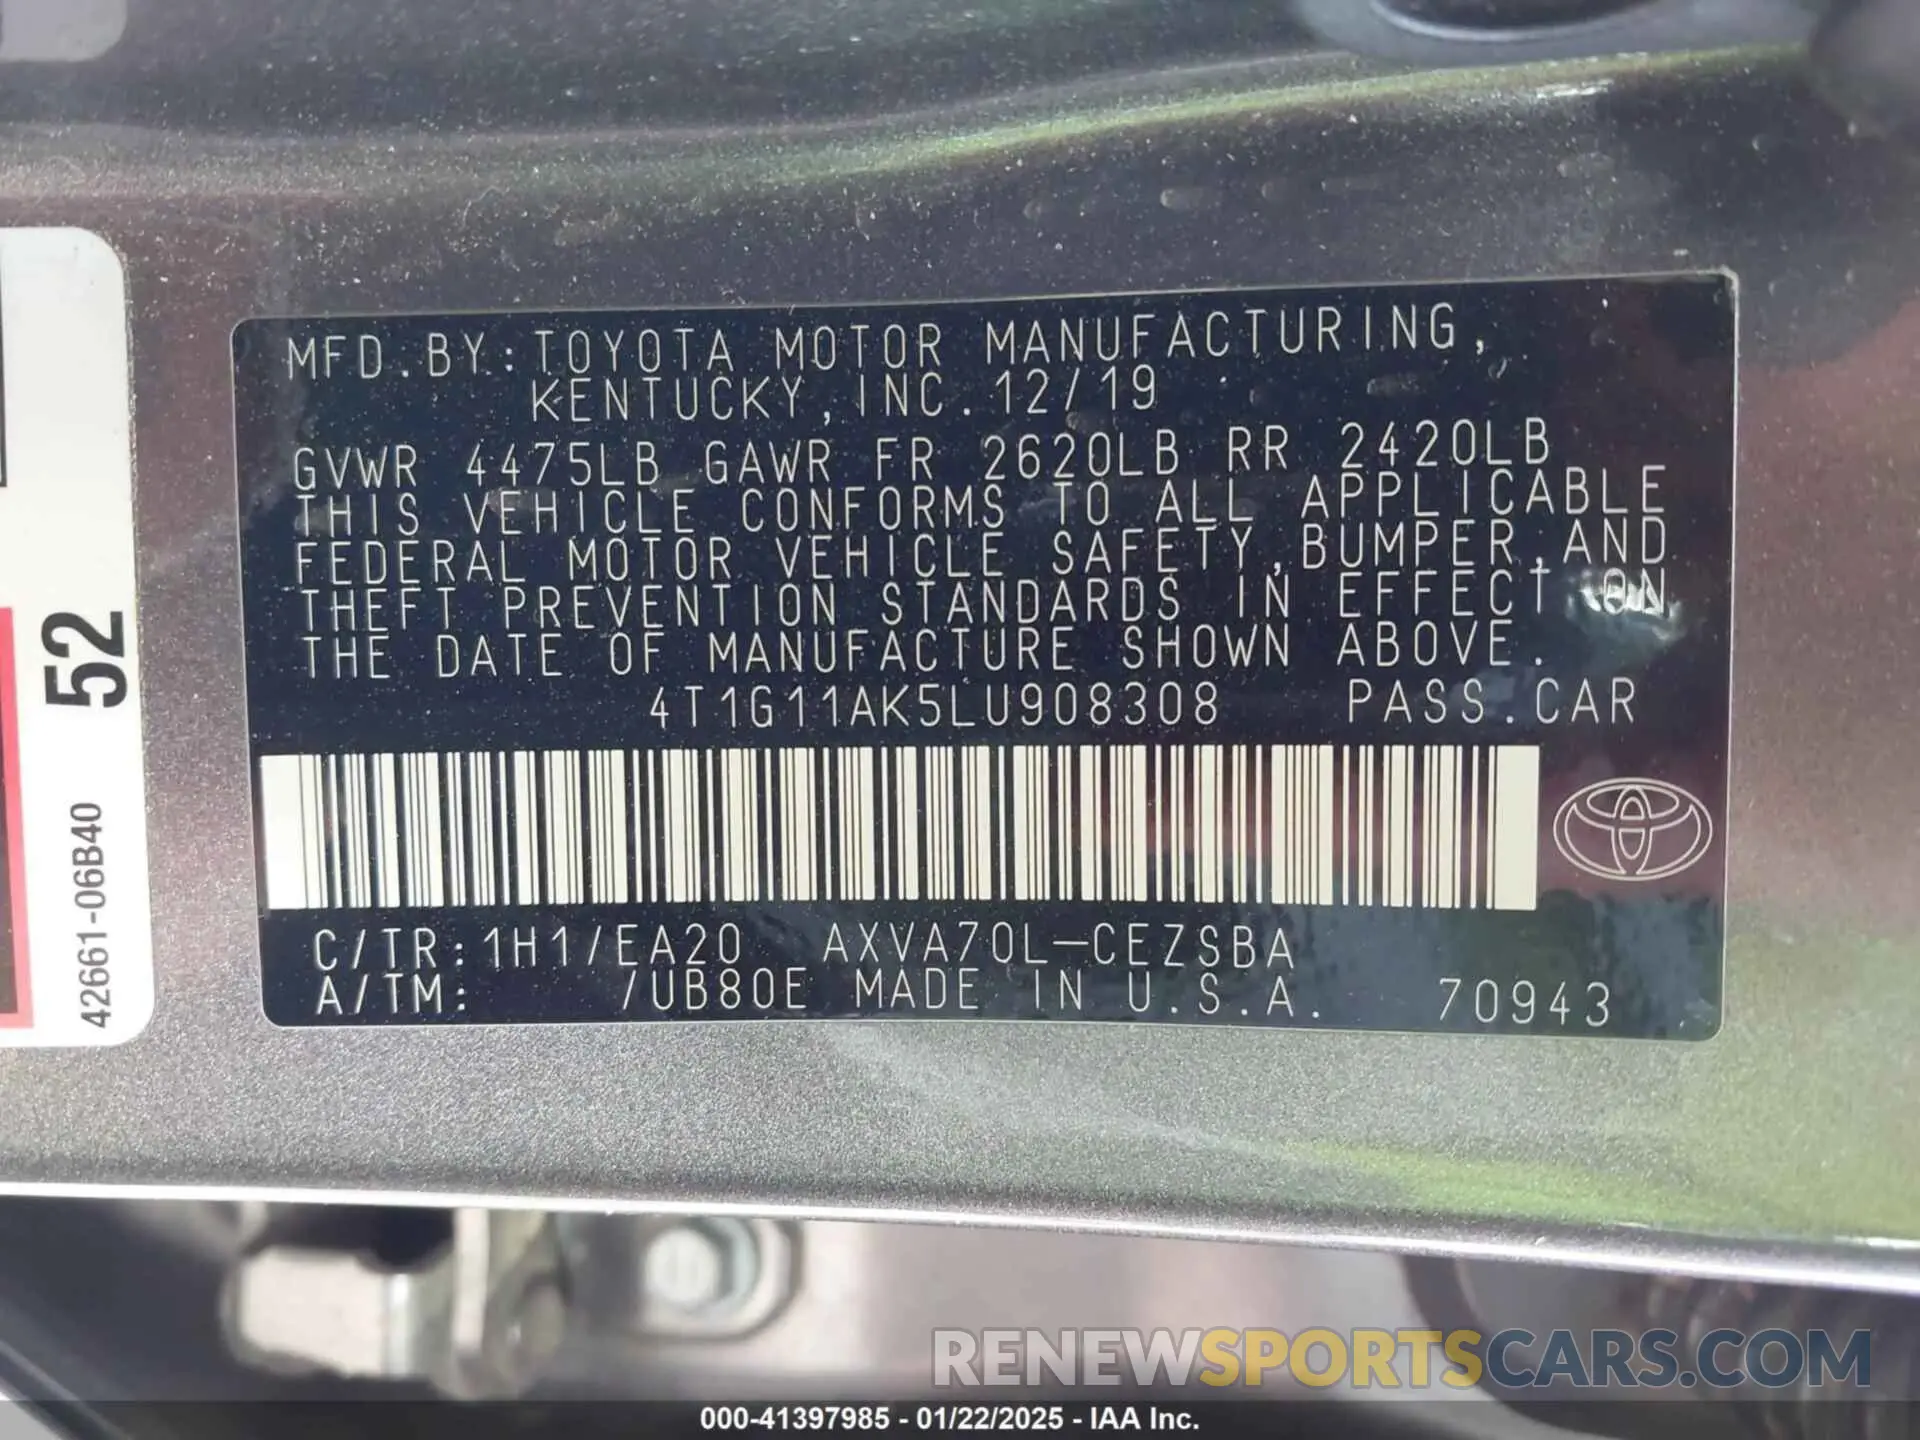 MFD.BY:TOYOTA MOTOR MANUFACTURING,
KENTUCKY,INC.12/19
GVWR 4475LB GAWR FR 2620LB RR 2420LB
THIS VEHICLE CONFORMS TO ALL APPLICABLE
FEDERAL MOTOR VEHICLE SAFETY,BUMPER,AND
THEFT PREVENTION STANDARDS IN EFFECT ON
THE DATE OF MANUFACTURE SHOWN ABOVE.
4T1G11AK5LU908308 PASS.CAR
C/TR:1H1/EA20 AXVA70L-CEZSBA
A/TM: /UB80E MADE IN U.S.A. 70943
52
42661-06B40
RENEWSPORTSCARS.COM
000-41397985 - 01/22/2025 - IAA Inc.